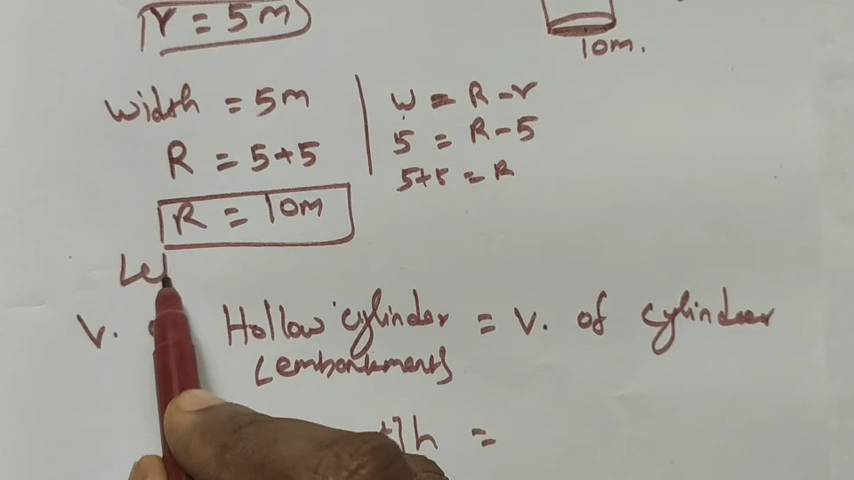 r = 5m
10m.
width = 5m
R = 5+5
R = 10m
w = R-r
5 = R-5
5+5 = R
V. Hollow cylinder = V. of cylinder
(embankment)
h =